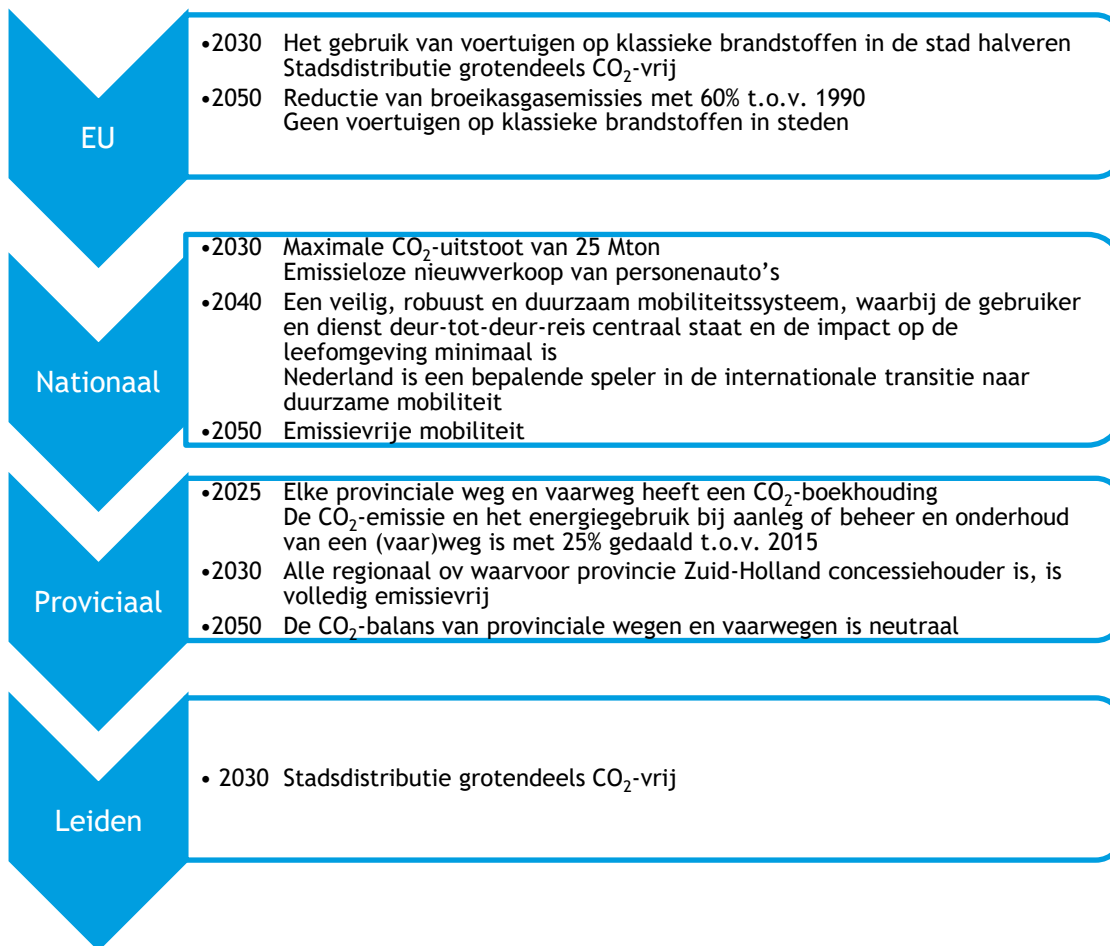 EU
•2030 Het gebruik van voertuigen op klassieke brandstoffen in de stad halveren
Stadsdistributie grotendeels CO₂-vrij
•2050 Reductie van broeikasgasemissies met 60% t.o.v. 1990
Geen voertuigen op klassieke brandstoffen in steden
Nationaal
•2030 Maximale CO₂-uitstoot van 25 Mton
Emissieloze nieuwverkoop van personenauto’s
•2040 Een veilig, robuust en duurzaam mobiliteitssysteem, waarbij de gebruiker
en dienst deur-tot-deur-reis centraal staat en de impact op de
leefomgeving minimaal is
Nederland is een bepalende speler in de internationale transitie naar
duurzame mobiliteit
•2050 Emissievrije mobiliteit
Proviciaal
•2025 Elke provinciale weg en vaarweg heeft een CO₂-boekhouding
De CO₂-emissie en het energiegebruik bij aanleg of beheer en onderhoud
van een (vaar)weg is met 25% gedaald t.o.v. 2015
•2030 Alle regionaal ov waarvoor provincie Zuid-Holland concessiehouder is, is
volledig emissievrij
•2050 De CO₂-balans van provinciale wegen en vaarwegen is neutraal
Leiden
• 2030 Stadsdistributie grotendeels CO₂-vrij